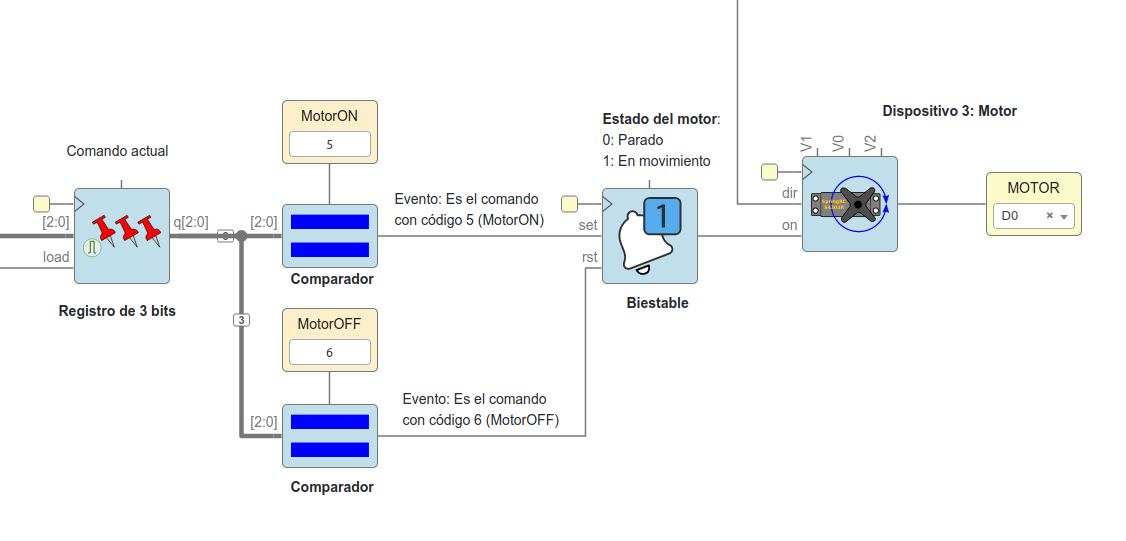 Comando actual
[2:0]
load
q[2:0]
Registro de 3 bits
3
3
MotorON
5
[2:0]
Comparador
Evento: Es el comando
con código 5 (MotorON)
MotorOFF
6
[2:0]
Comparador
Evento: Es el comando
con código 6 (MotorOFF)
Estado del motor:
0: Parado
1: En movimiento
set
rst
1
Biestable
Dispositivo 3: Motor
V1
V0
V2
dir
on
MOTOR
D0